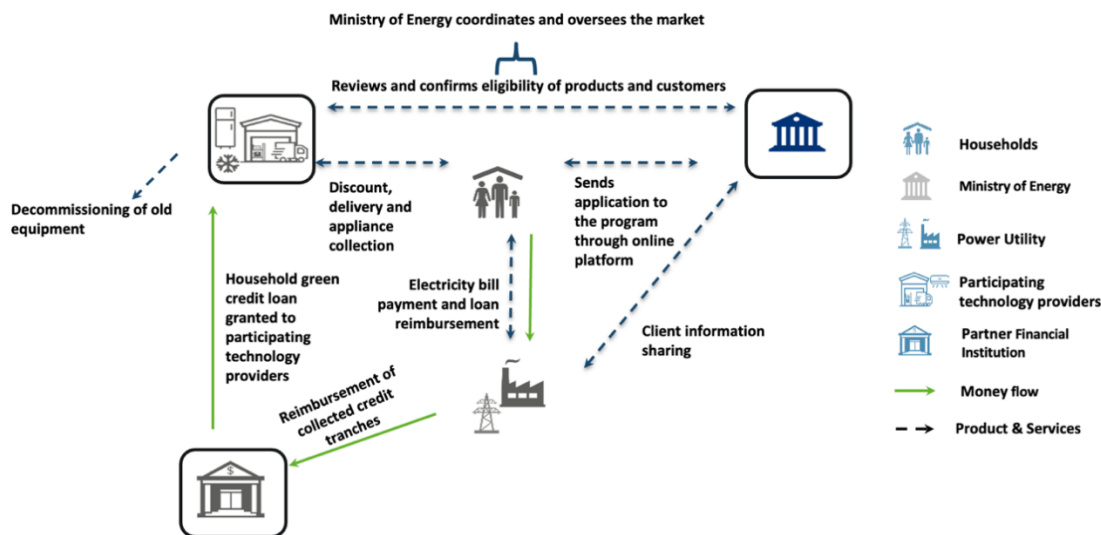 Ministry of Energy coordinates and oversees the market
Reviews and confirms eligibility of products and customers
Decommissioning of old
equipment
Discount,
delivery and
appliance
collection
Sends
application to
the program
through online
platform
Household green
credit loan
granted to
participating
technology
providers
Electricity bill
payment and loan
reimbursement
Client information
sharing
Reimbursement of
collected credit
tranches
$
Households
Ministry of Energy
Power Utility
Participating
technology providers
Partner Financial
Institution
Money flow
Product & Services